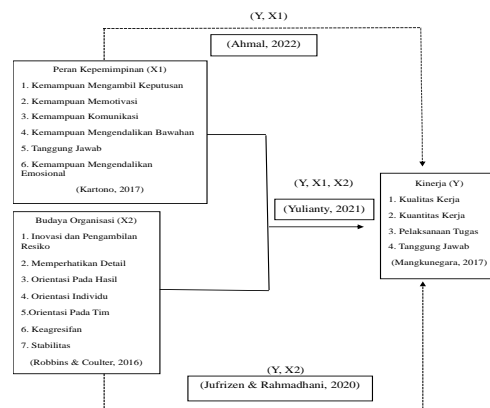 (Y, X1)
(Ahmal, 2022)
Peran Kepemimpinan (X1)
1. Kemampuan Mengambil Keputusan
2. Kemampuan Memotivasi
3. Kemampuan Komunikasi
4. Kemampuan Mengendalikan Bawahan
5. Tanggung Jawab
6. Kemampuan Mengendalikan
Emosional
(Kartono, 2017)
Budaya Organisasi (X2)
1. Inovasi dan Pengambilan
Resiko
2. Memperhatikan Detail
3. Orientasi Pada Hasil
4. Orientasi Individu
5.Orientasi Pada Tim
6. Keagresifan
7. Stabilitas
(Robbins & Coulter, 2016)
(Y, X1, X2)
(Yulianty, 2021)
Kinerja (Y)
1. Kualitas Kerja
2. Kuantitas Kerja
3. Pelaksanaan Tugas
4. Tanggung Jawab
(Mangkunegara, 2017)
(Y, X2)
(Jufrizen & Rahmadhani, 2020)